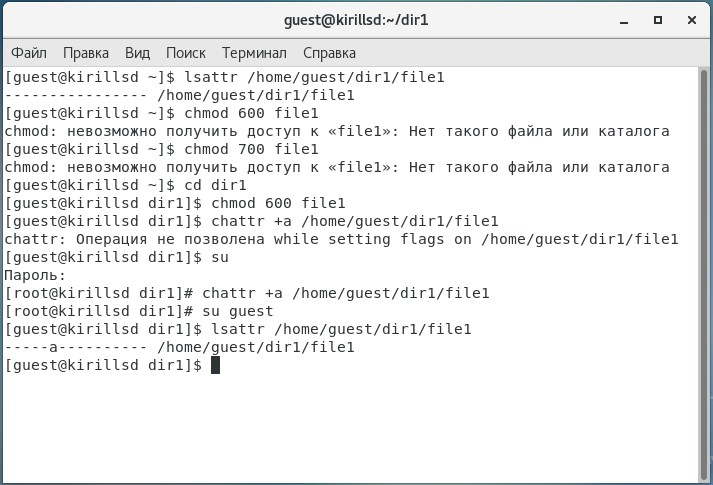 guest@kirillsd:~/dir1
Файл Правка Вид Поиск Терминал Справка
[guest@kirillsd ~]$ lsattr /home/guest/dir1/file1
---------------- /home/guest/dir1/file1
[guest@kirillsd ~]$ chmod 600 file1
chmod: невозможно получить доступ к «file1»: Нет такого файла или каталога
[guest@kirillsd ~]$ chmod 700 file1
chmod: невозможно получить доступ к «file1»: Нет такого файла или каталога
[guest@kirillsd ~]$ cd dir1
[guest@kirillsd dir1]$ chmod 600 file1
[guest@kirillsd dir1]$ chattr +a /home/guest/dir1/file1
chattr: Операция не позволена while setting flags on /home/guest/dir1/file1
[guest@kirillsd dir1]$ su
Пароль:
[root@kirillsd dir1]# chattr +a /home/guest/dir1/file1
[root@kirillsd dir1]# su guest
[guest@kirillsd dir1]$ lsattr /home/guest/dir1/file1
-----a---------- /home/guest/dir1/file1
[guest@kirillsd dir1]$